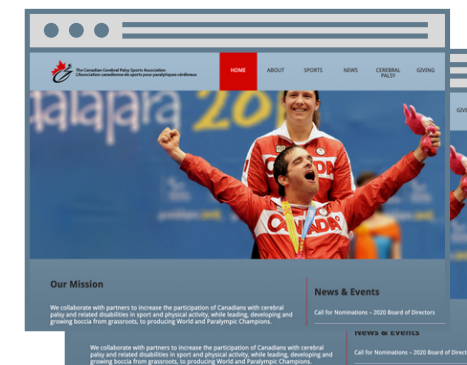 The Canadian Cerebral Palsy Sports Association
L'Association canadienne de sports pour paralytiques cérébraux
HOME ABOUT SPORTS NEWS CEREBRAL PALSY GIVING
GIVI
dalajara 20
CANADA
CANADA
Our Mission
We collaborate with partners to increase the participation of Canadians with cerebral
palsy and related disabilities in sport and physical activity, while leading, developing and
growing boccia from grassroots, to producing World and Paralympic Champions.
News & Events
Call for Nominations – 2020 Board of Directors
News & Events
We collaborate with partners to increase the participation of Canadians with cerebral
palsy and related disabilities in sport and physical activity, while leading, developing and
growing boccia from grassroots, to producing World and Paralympic Champions.
Call for Nominations – 2020 Board of Direct